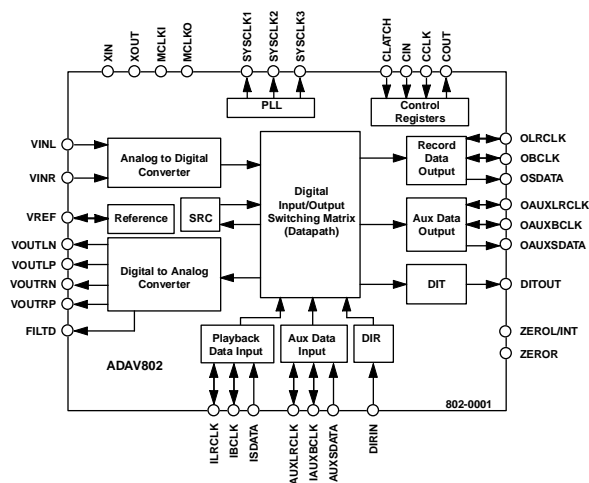 XIN
XOUT
MCLKI
MCLKO
SYSCLK1
SYSCLK2
SYSCLK3
CLATCH
CIN
CCLK
COUT
PLL
Control
Registers
VINL
VINR
VREF
VOUTLN
VOUTLP
VOUTRN
VOUTRP
FILTD
Analog to Digital
Converter
Reference
SRC
Digital to Analog
Converter
Digital
Input/Output
Switching Matrix
(Datapath)
Record
Data
Output
Aux Data
Output
DIT
OLRCLK
OBCLK
OSDATA
OAUXLRCLK
OAUXBCLK
OAUXSDATA
DITOUT
ZEROL/INT
ZEROR
Playback
Data Input
Aux Data
Input
DIR
ADAV802
802-0001
ILRCLK
IBCLK
ISDATA
AUXLRCLK
IAUXBCLK
AUXSDATA
DIRIN